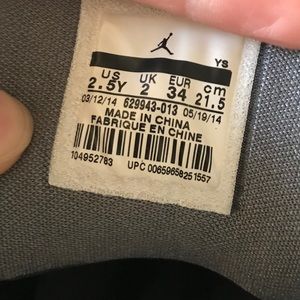 YS
US UK EUR cm
2.5Y 2 34 21.5
03/12/14 629943-013 05/19/14
MADE IN CHINA
FABRIQUE EN CHINE
104952783 UPC 00659658251557